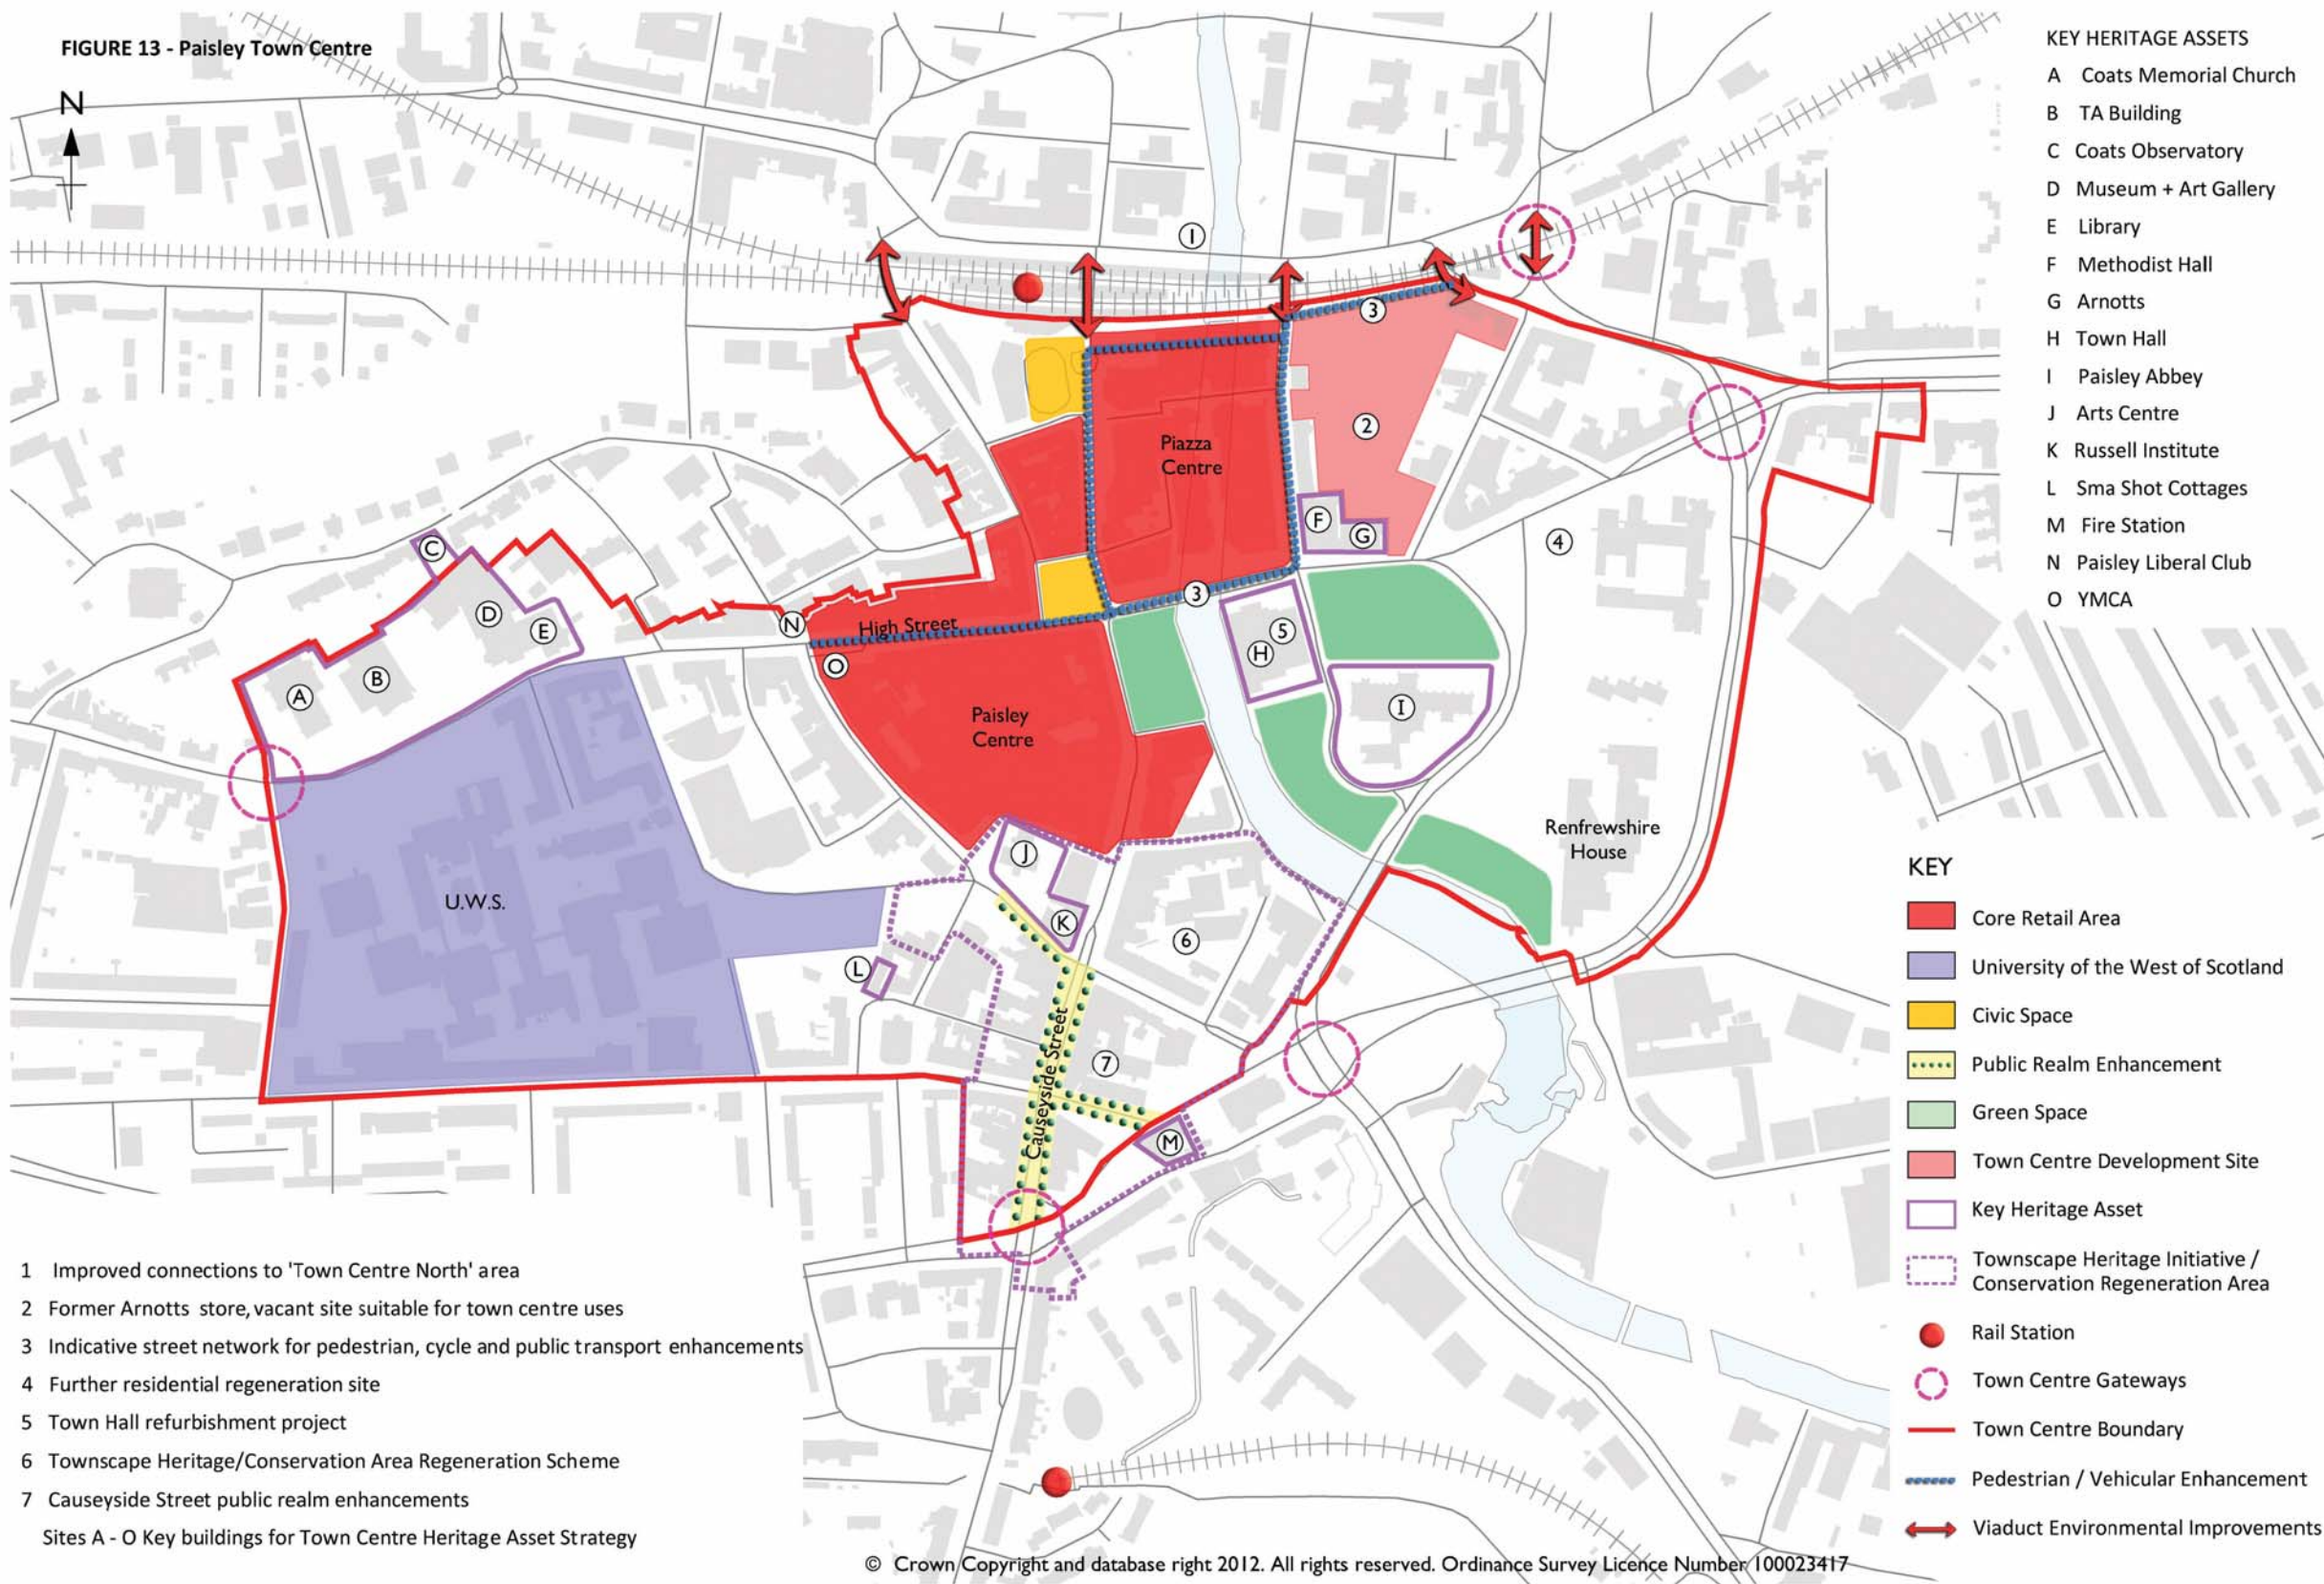 FIGURE 13 - Paisley Town Centre
N
KEY HERITAGE ASSETS
A Coats Memorial Church
B TA Building
C Coats Observatory
D Museum + Art Gallery
E Library
F Methodist Hall
G Arnotts
H Town Hall
I Paisley Abbey
J Arts Centre
K Russell Institute
L Sma Shot Cottages
M Fire Station
N Paisley Liberal Club
O YMCA
1
3
2
Piazza
Centre
F
G
4
C
D
E
N
High Street
3
O
5
H
A
B
I
Paisley
Centre
Renfrewshire
House
J
U.W.S.
K
6
L
Causeyside Street
7
M
KEY
Core Retail Area
University of the West of Scotland
Civic Space
Public Realm Enhancement
Green Space
Town Centre Development Site
Key Heritage Asset
Townscape Heritage Initiative /
Conservation Regeneration Area
Rail Station
Town Centre Gateways
Town Centre Boundary
Pedestrian / Vehicular Enhancement
Viaduct Environmental Improvements
1 Improved connections to 'Town Centre North' area
2 Former Arnotts store, vacant site suitable for town centre uses
3 Indicative street network for pedestrian, cycle and public transport enhancements
4 Further residential regeneration site
5 Town Hall refurbishment project
6 Townscape Heritage/Conservation Area Regeneration Scheme
7 Causeyside Street public realm enhancements
Sites A - O Key buildings for Town Centre Heritage Asset Strategy
© Crown Copyright and database right 2012. All rights reserved. Ordinance Survey Licence Number 100023417